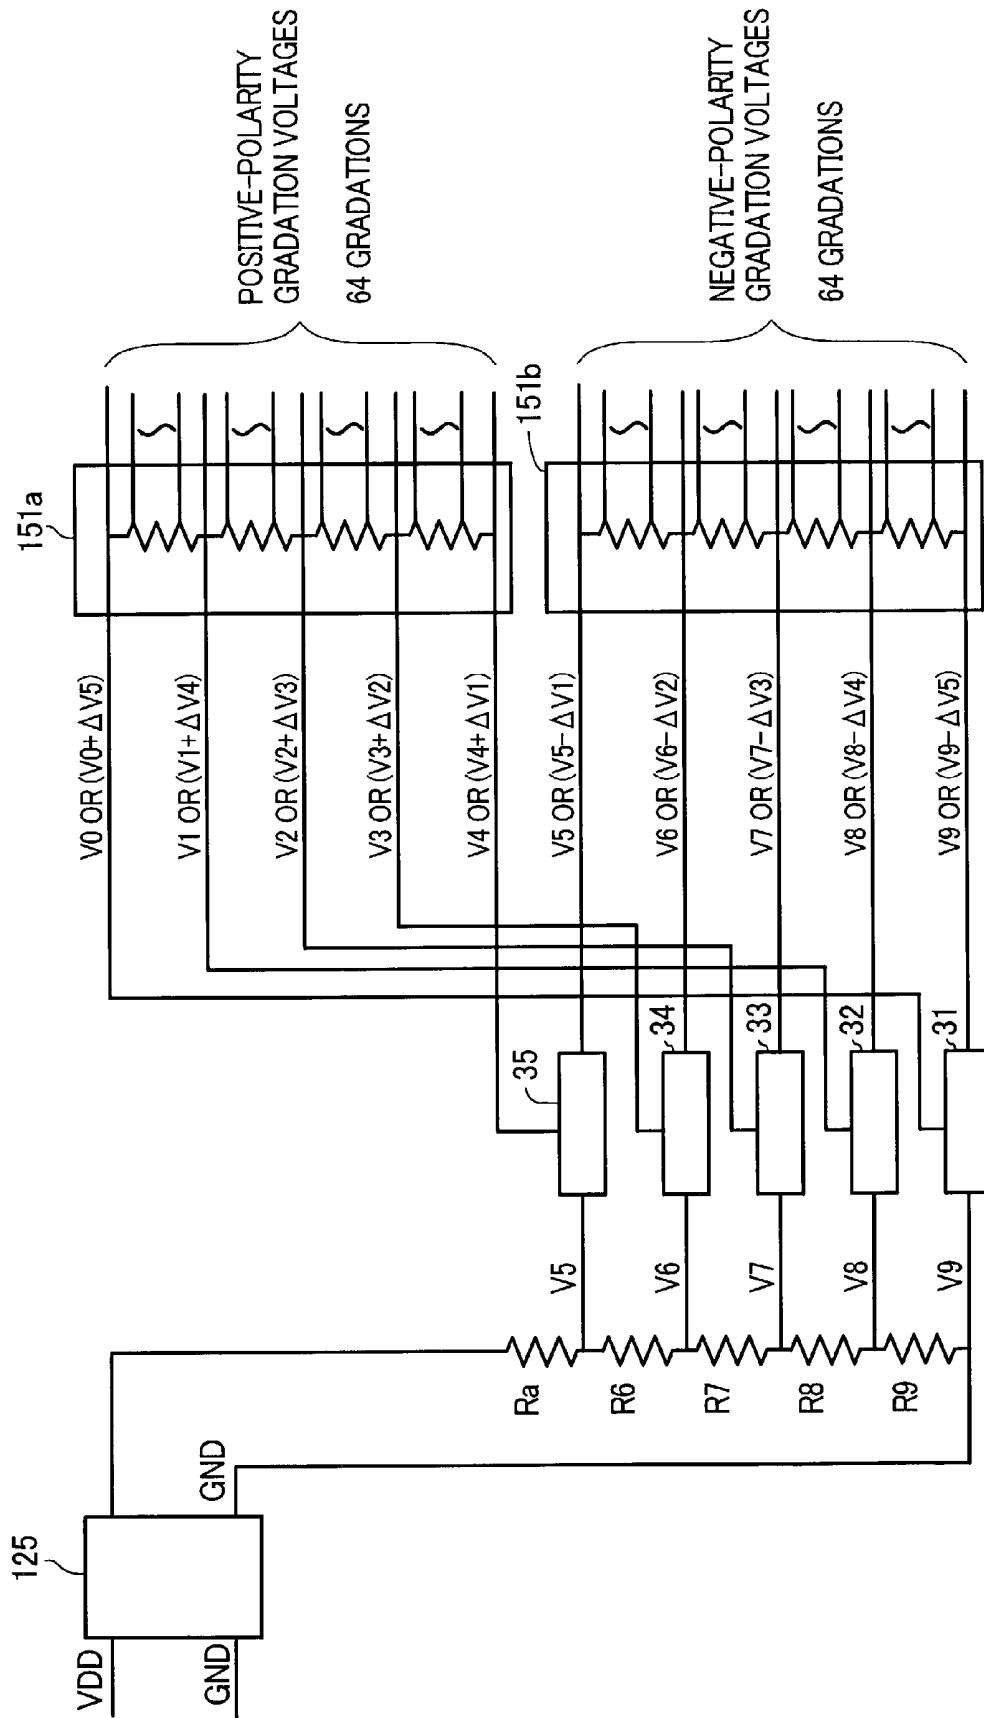 VDD
GND
125
GND
Ra
R6
R7
R8
R9
V5
V6
V7
V8
V9
35
34
33
32
31
V0 OR (V0+ΔV5)
V1 OR (V1+ΔV4)
V2 OR (V2+ΔV3)
V3 OR (V3+ΔV2)
V4 OR (V4+ΔV1)
V5 OR (V5-ΔV1)
V6 OR (V6-ΔV2)
V7 OR (V7-ΔV3)
V8 OR (V8-ΔV4)
V9 OR (V9-ΔV5)
151a
151b
POSITIVE-POLARITY
GRADATION VOLTAGES
64 GRADATIONS
NEGATIVE-POLARITY
GRADATION VOLTAGES
64 GRADATIONS